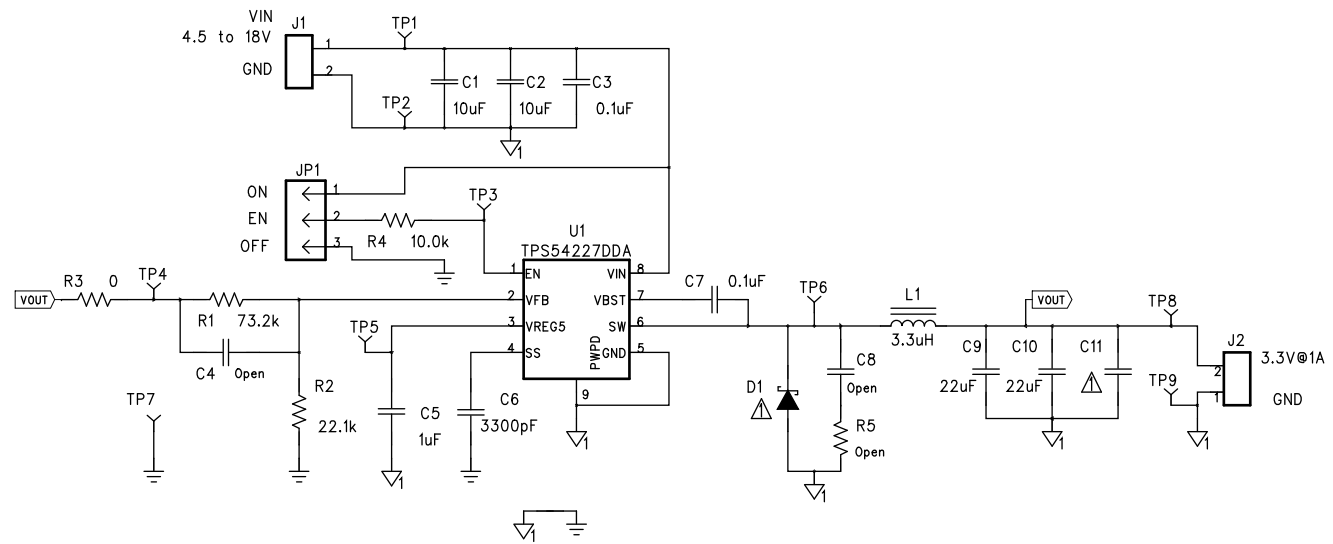 VIN
4.5 to 18V
GND
J1
1
2
TP1
TP2
C1
10uF
C2
10uF
C3
0.1uF
1
JP1
ON
EN
OFF
1
2
3
R4
10.0k
TP3
U1
TPS54227DDA
1
EN
2
VFB
3
VREG5
4
SS
VIN
8
VBST
7
SW
6
GND
5
PWPD
9
1
VOUT
R3
0
TP4
R1
73.2k
C4
Open
R2
22.1k
TP7
TP5
C5
1uF
1
C6
3300pF
1
C7
0.1uF
TP6
D1
1
C8
Open
R5
Open
1
L1
3.3uH
VOUT
C9
22uF
C10
22uF
C11
1
1
TP8
TP9
J2
2
1
3.3V@1A
GND
1